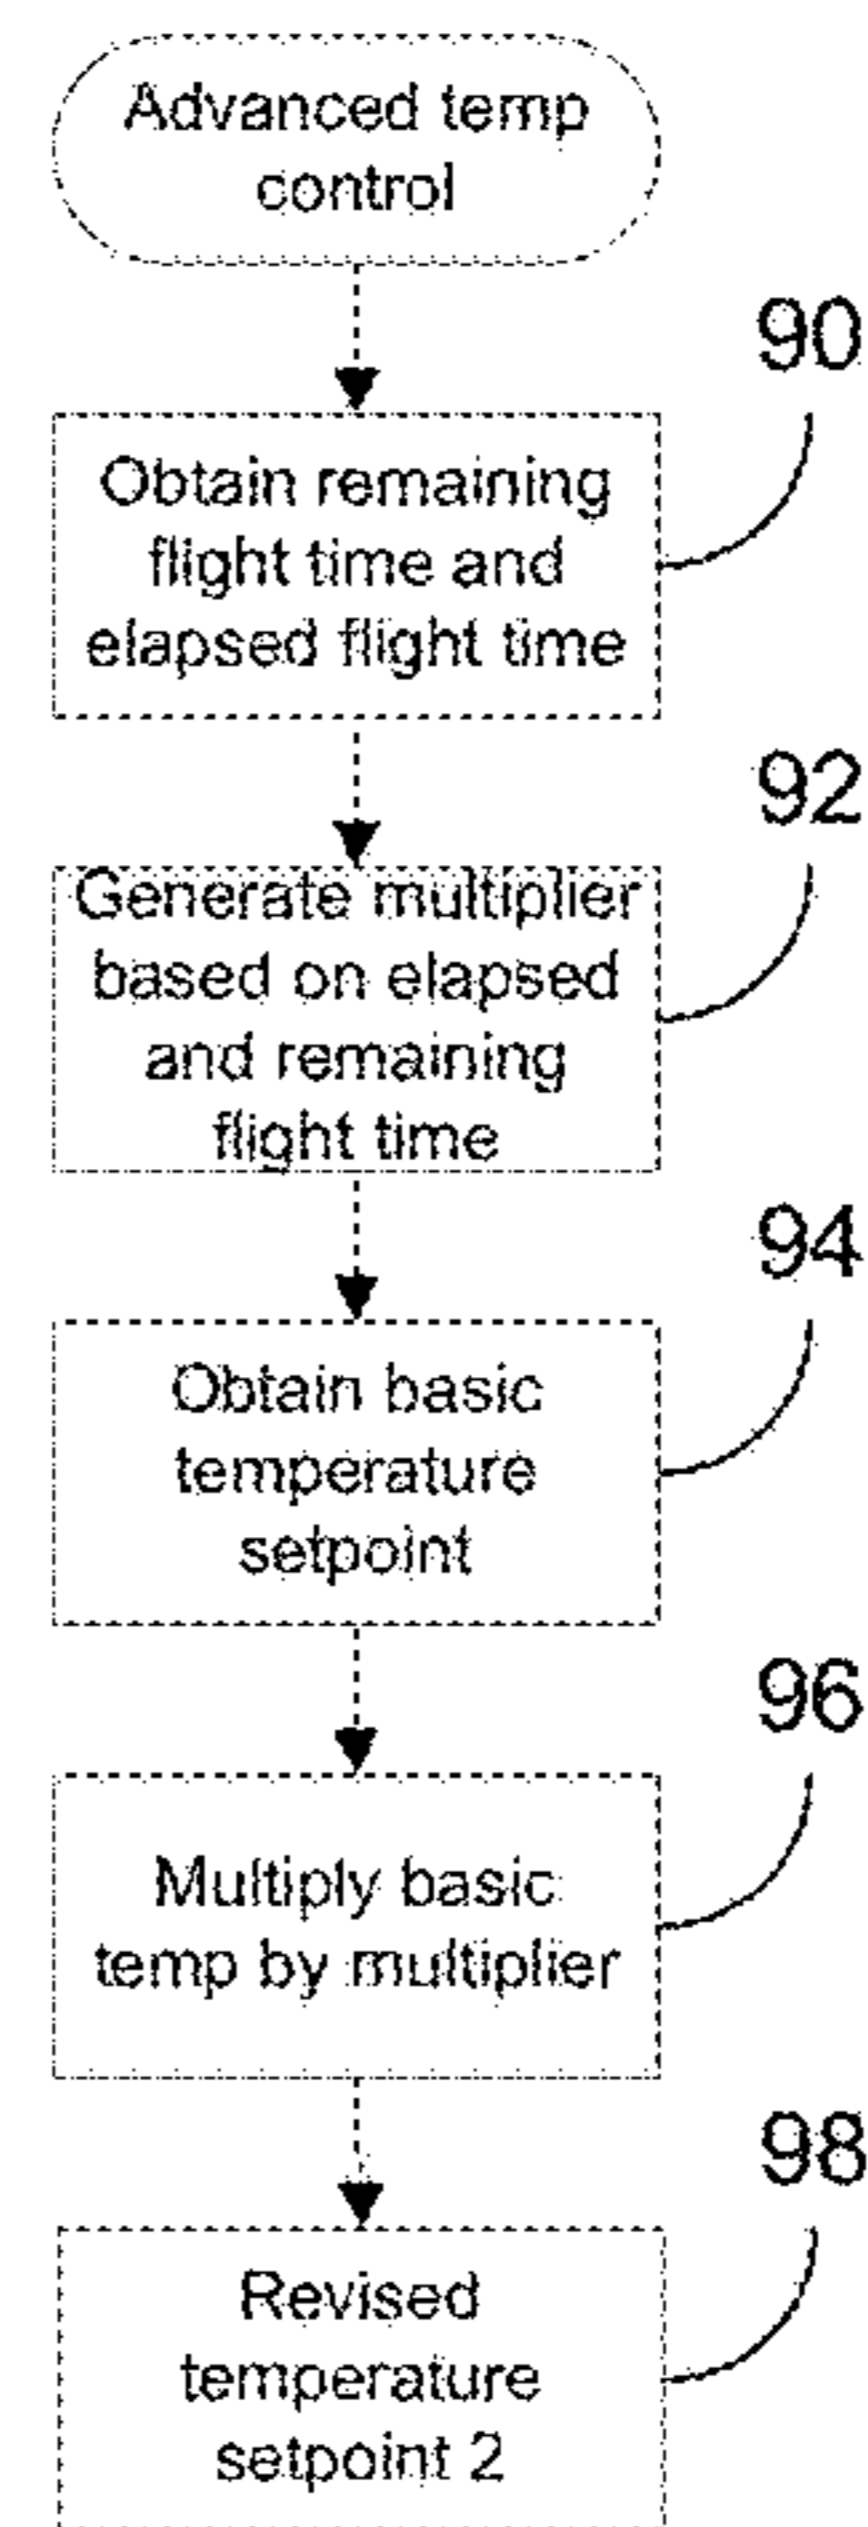 Advanced temp
control
90
Obtain remaining
flight time and
elapsed flight time
92
Generate multiplier
based on elapsed
and remaining
flight time
94
Obtain basic
temperature
setpoint
96
Multiply basic
temp by multiplier
98
Revised
temperature
setpoint 2